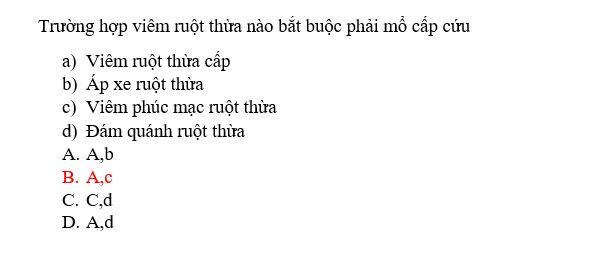 Trường hợp viêm ruột thừa nào bắt buộc phải mổ cấp cứu
a) Viêm ruột thừa cấp
b) Áp xe ruột thừa
c) Viêm phúc mạc ruột thừa
d) Đám quánh ruột thừa
A. A,b
B. A,c
C. C,d
D. A,d